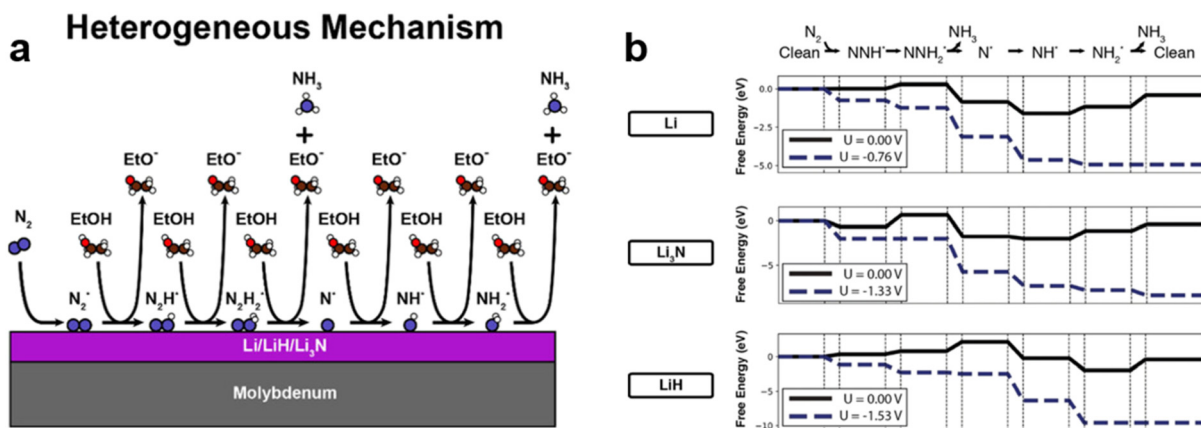 Heterogeneous Mechanism
a
NH₃
NH₃
+
+
EtO⁻ EtO⁻ EtO⁻ EtO⁻ EtO⁻ EtO⁻
N₂
EtOH EtOH EtOH EtOH EtOH EtOH
N₂* N₂H* N₂H₂* N* NH* NH₂*
Li/LiH/Li₃N
Molybdenum
b
N₂ NH₃ NH₃
Clean → NNH* → NNH₂* → N* → NH* → NH₂* → Clean
Li
Free Energy (eV)
0.0
-2.5
-5.0
U = 0.00 V
U = -0.76 V
Li₃N
Free Energy (eV)
0
-5
U = 0.00 V
U = -1.33 V
LiH
Free Energy (eV)
0
-5
-10
U = 0.00 V
U = -1.53 V